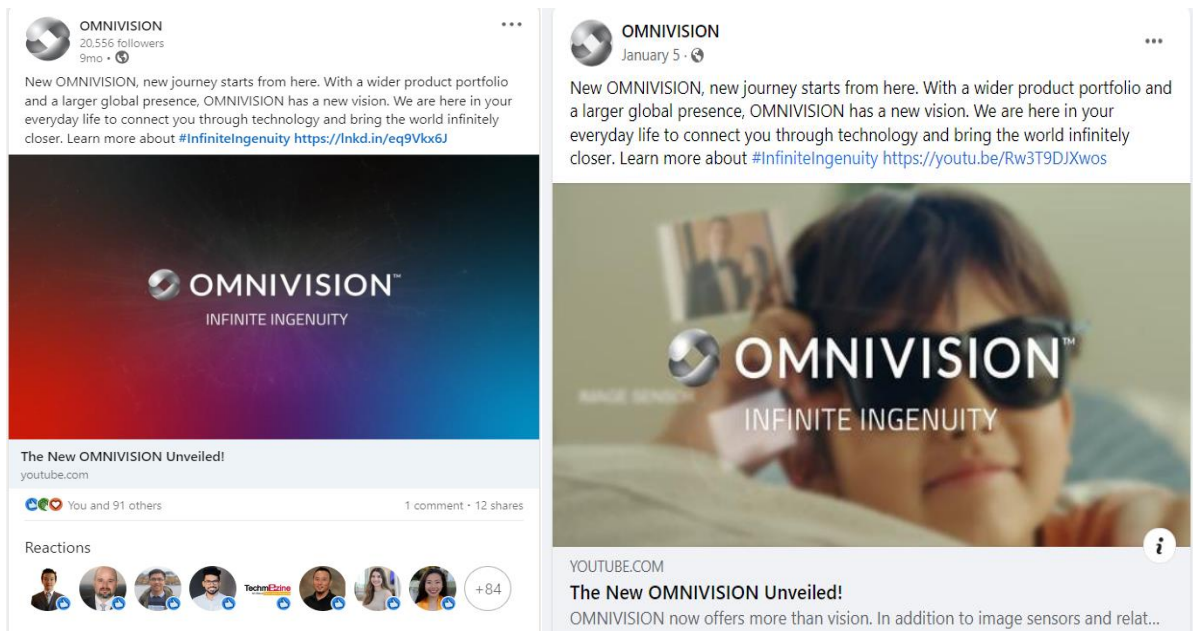 OMNIVISION
20,556 followers
9mo •
New OMNIVISION, new journey starts from here. With a wider product portfolio
and a larger global presence, OMNIVISION has a new vision. We are here in your
everyday life to connect you through technology and bring the world infinitely
closer. Learn more about #InfiniteIngenuity https://lnkd.in/eq9Vkx6J
OMNIVISION™
INFINITE INGENUITY
The New OMNIVISION Unveiled!
youtube.com
You and 91 others
1 comment • 12 shares
Reactions
TechmEzine
+84
OMNIVISION
January 5 ·
New OMNIVISION, new journey starts from here. With a wider product portfolio and
a larger global presence, OMNIVISION has a new vision. We are here in your
everyday life to connect you through technology and bring the world infinitely
closer. Learn more about #InfiniteIngenuity https://youtu.be/Rw3T9DJXwos
IMAGE SENSOR
OMNIVISION™
INFINITE INGENUITY
YOUTUBE.COM
The New OMNIVISION Unveiled!
OMNIVISION now offers more than vision. In addition to image sensors and relat...